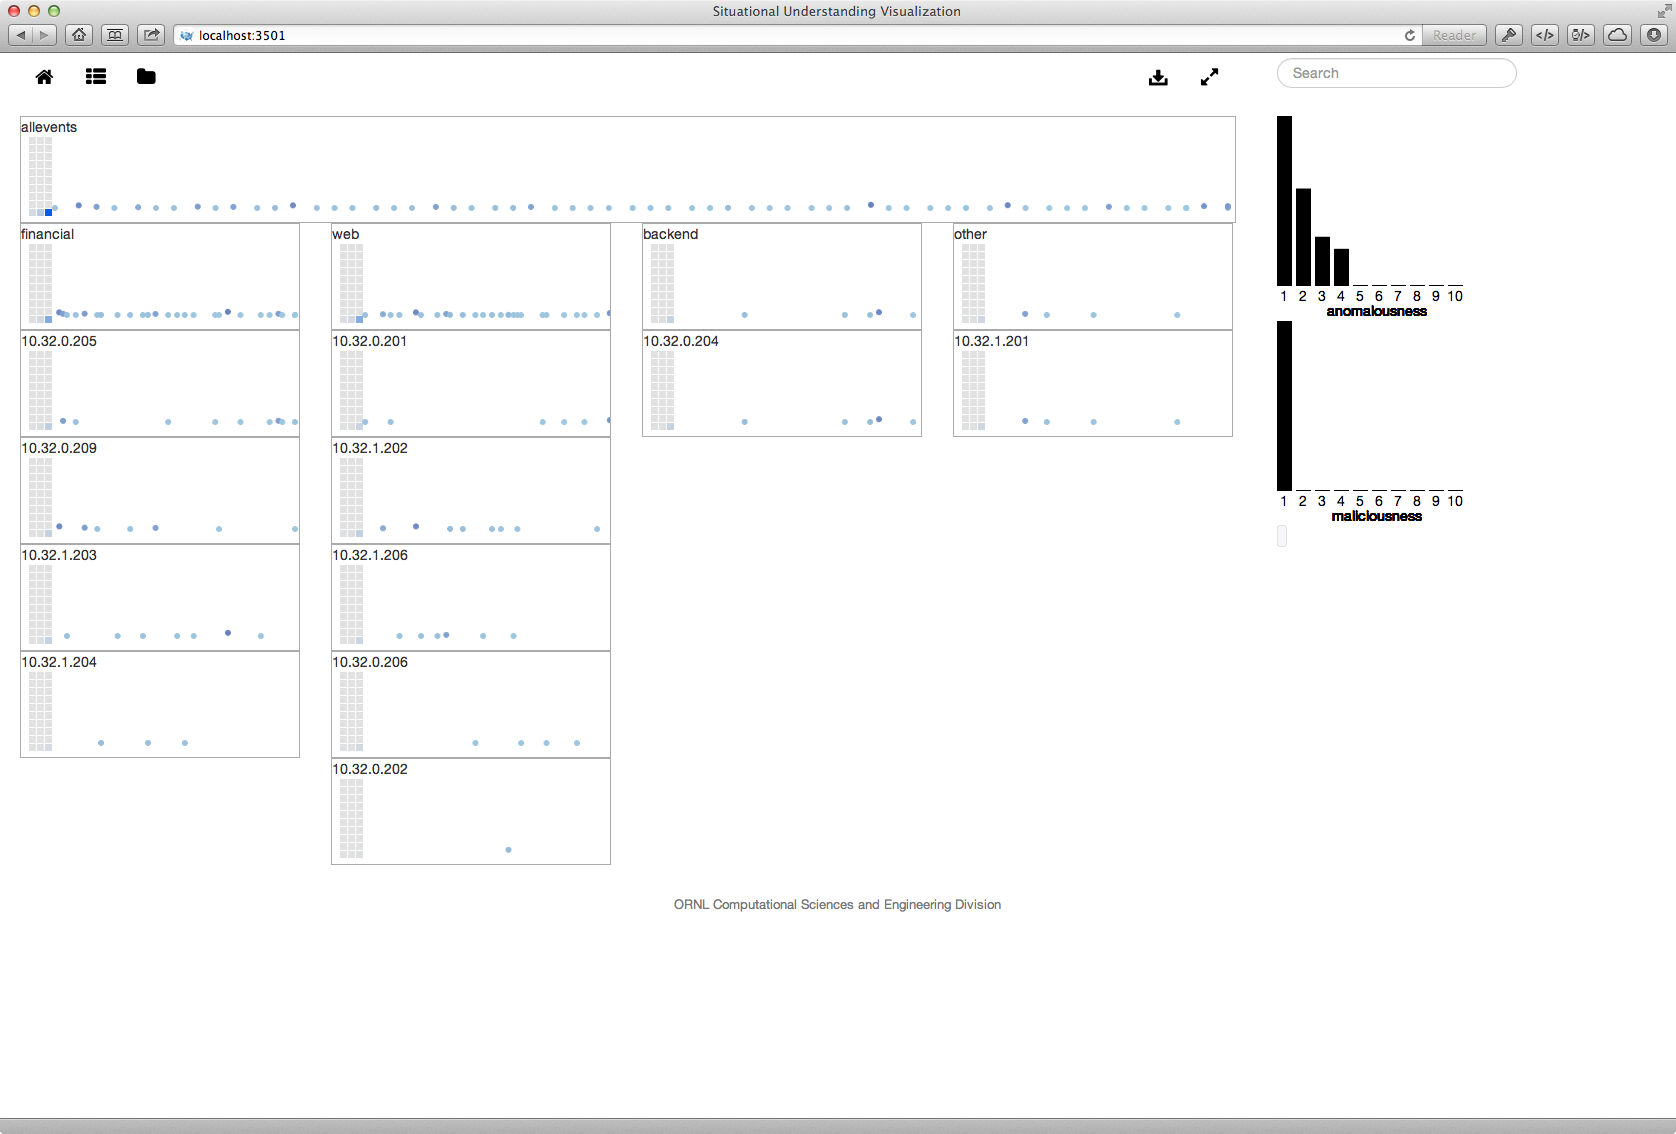 Situational Understanding Visualization
localhost:3501
Reader
Search
allevents
financial
web
backend
other
10.32.0.205
10.32.0.201
10.32.0.204
10.32.1.201
10.32.0.209
10.32.1.202
10.32.1.203
10.32.1.206
10.32.1.204
10.32.0.206
10.32.0.202
1 2 3 4 5 6 7 8 9 10
anomalousness
1 2 3 4 5 6 7 8 9 10
maliciousness
ORNL Computational Sciences and Engineering Division